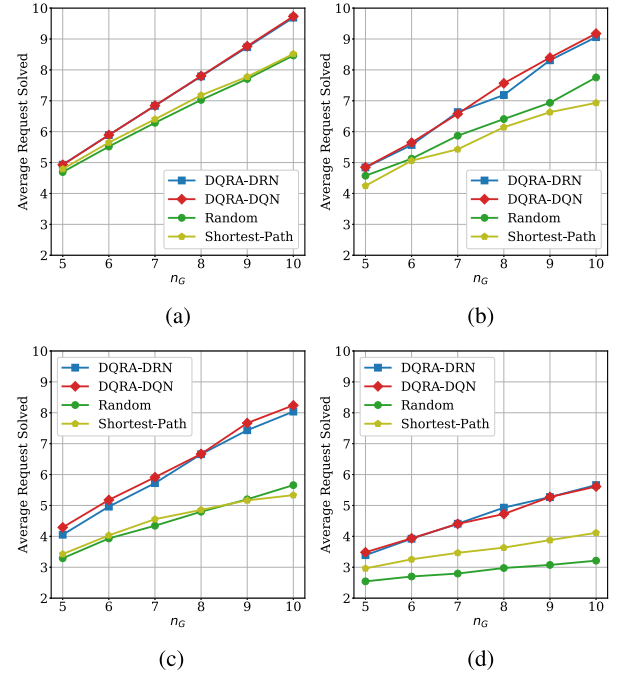 10
9
8
7
6
5
4
3
2
Average Request Solved
DQRA-DRN
DQRA-DQN
Random
Shortest-Path
5 6 7 8 9 10
n_G
(a)
10
9
8
7
6
5
4
3
2
Average Request Solved
DQRA-DRN
DQRA-DQN
Random
Shortest-Path
5 6 7 8 9 10
n_G
(b)
10
9
8
7
6
5
4
3
2
Average Request Solved
DQRA-DRN
DQRA-DQN
Random
Shortest-Path
5 6 7 8 9 10
n_G
(c)
10
9
8
7
6
5
4
3
2
Average Request Solved
DQRA-DRN
DQRA-DQN
Random
Shortest-Path
5 6 7 8 9 10
n_G
(d)